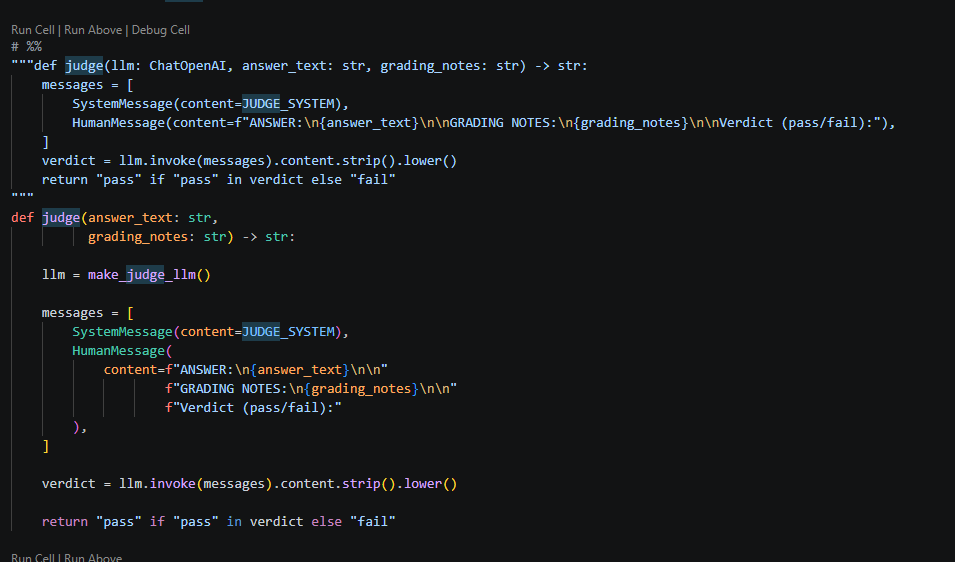 Run Cell | Run Above | Debug Cell
# %%
"""def judge(llm: ChatOpenAI, answer_text: str, grading_notes: str) -> str:
    messages = [
        SystemMessage(content=JUDGE_SYSTEM),
        HumanMessage(content=f"ANSWER:\n{answer_text}\n\nGRADING NOTES:\n{grading_notes}\n\nVerdict (pass/fail):"),
    ]
    verdict = llm.invoke(messages).content.strip().lower()
    return "pass" if "pass" in verdict else "fail"
"""
def judge(answer_text: str,
          grading_notes: str) -> str:
    llm = make_judge_llm()
    messages = [
        SystemMessage(content=JUDGE_SYSTEM),
        HumanMessage(
            content=f"ANSWER:\n{answer_text}\n\n"
                    f"GRADING NOTES:\n{grading_notes}\n\n"
                    f"Verdict (pass/fail):"
        ),
    ]
    verdict = llm.invoke(messages).content.strip().lower()
    return "pass" if "pass" in verdict else "fail"
Run Cell | Run Above